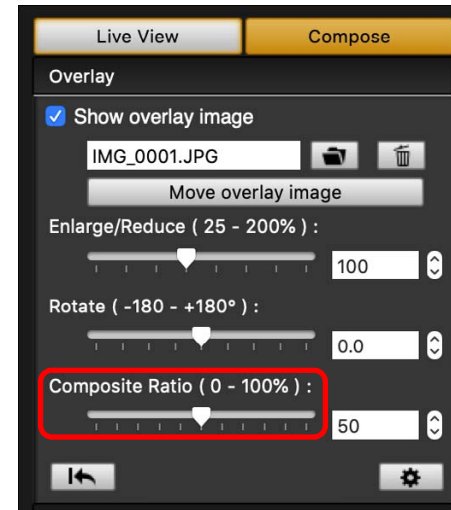 Live View Compose
Overlay
Show overlay image
IMG_0001.JPG
Move overlay image
Enlarge/Reduce ( 25 - 200% ) :
100
Rotate ( -180 - +180° ) :
0.0
Composite Ratio ( 0 - 100% ) :
50